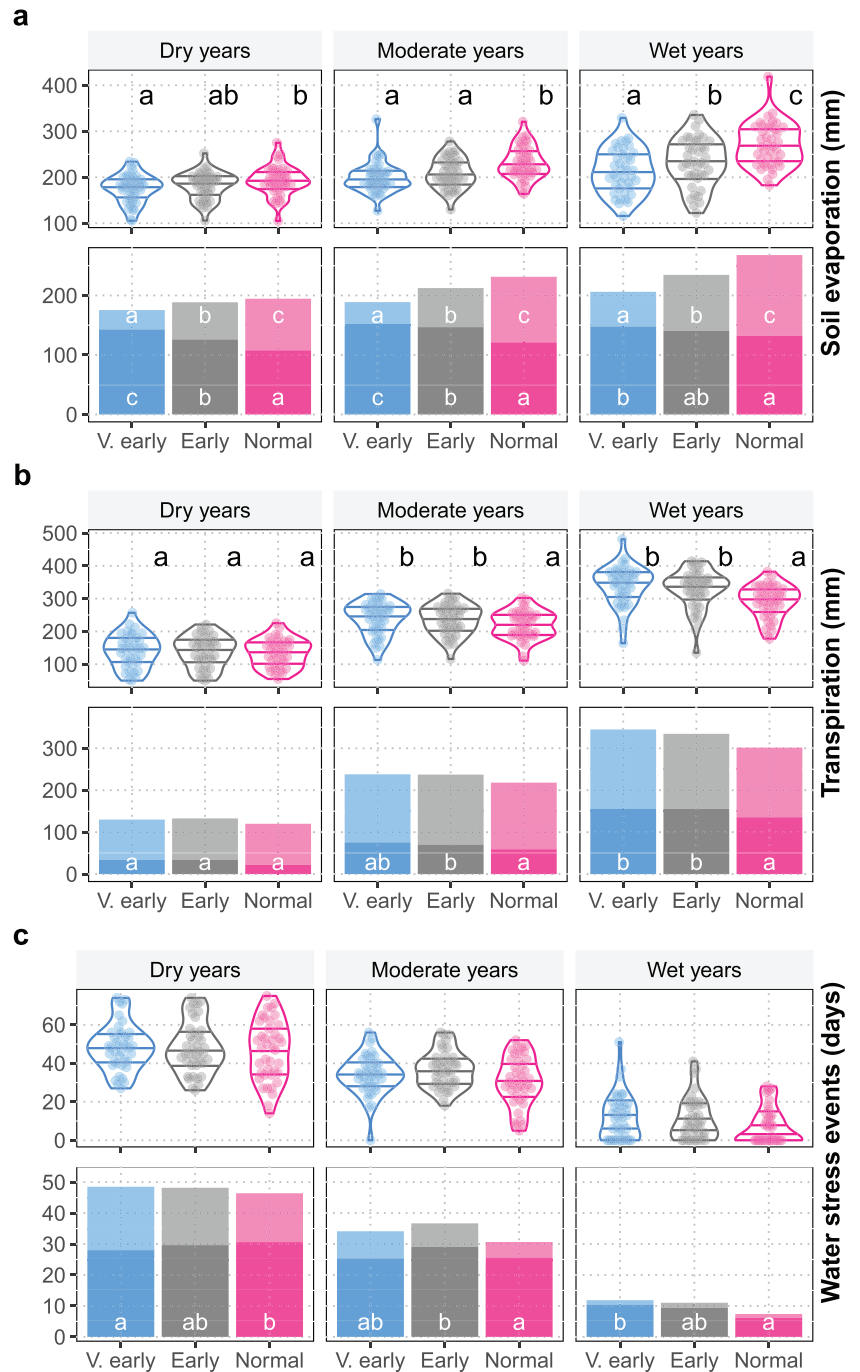 a
Dry years Moderate years Wet years
400
a ab b a a b a b c
300
200
100
Soil evaporation (mm)
200
a b c a b c a b c
100
c b a c b a b ab a
0
V. early Early Normal V. early Early Normal V. early Early Normal
b
Dry years Moderate years Wet years
500
400
a a a b b a b b a
300
200
100
Transpiration (mm)
300
200
100
a a a ab b a b b a
0
V. early Early Normal V. early Early Normal V. early Early Normal
c
Dry years Moderate years Wet years
60
40
20
0
Water stress events (days)
50
40
30
20
10
a ab b ab b a b ab a
0
V. early Early Normal V. early Early Normal V. early Early Normal